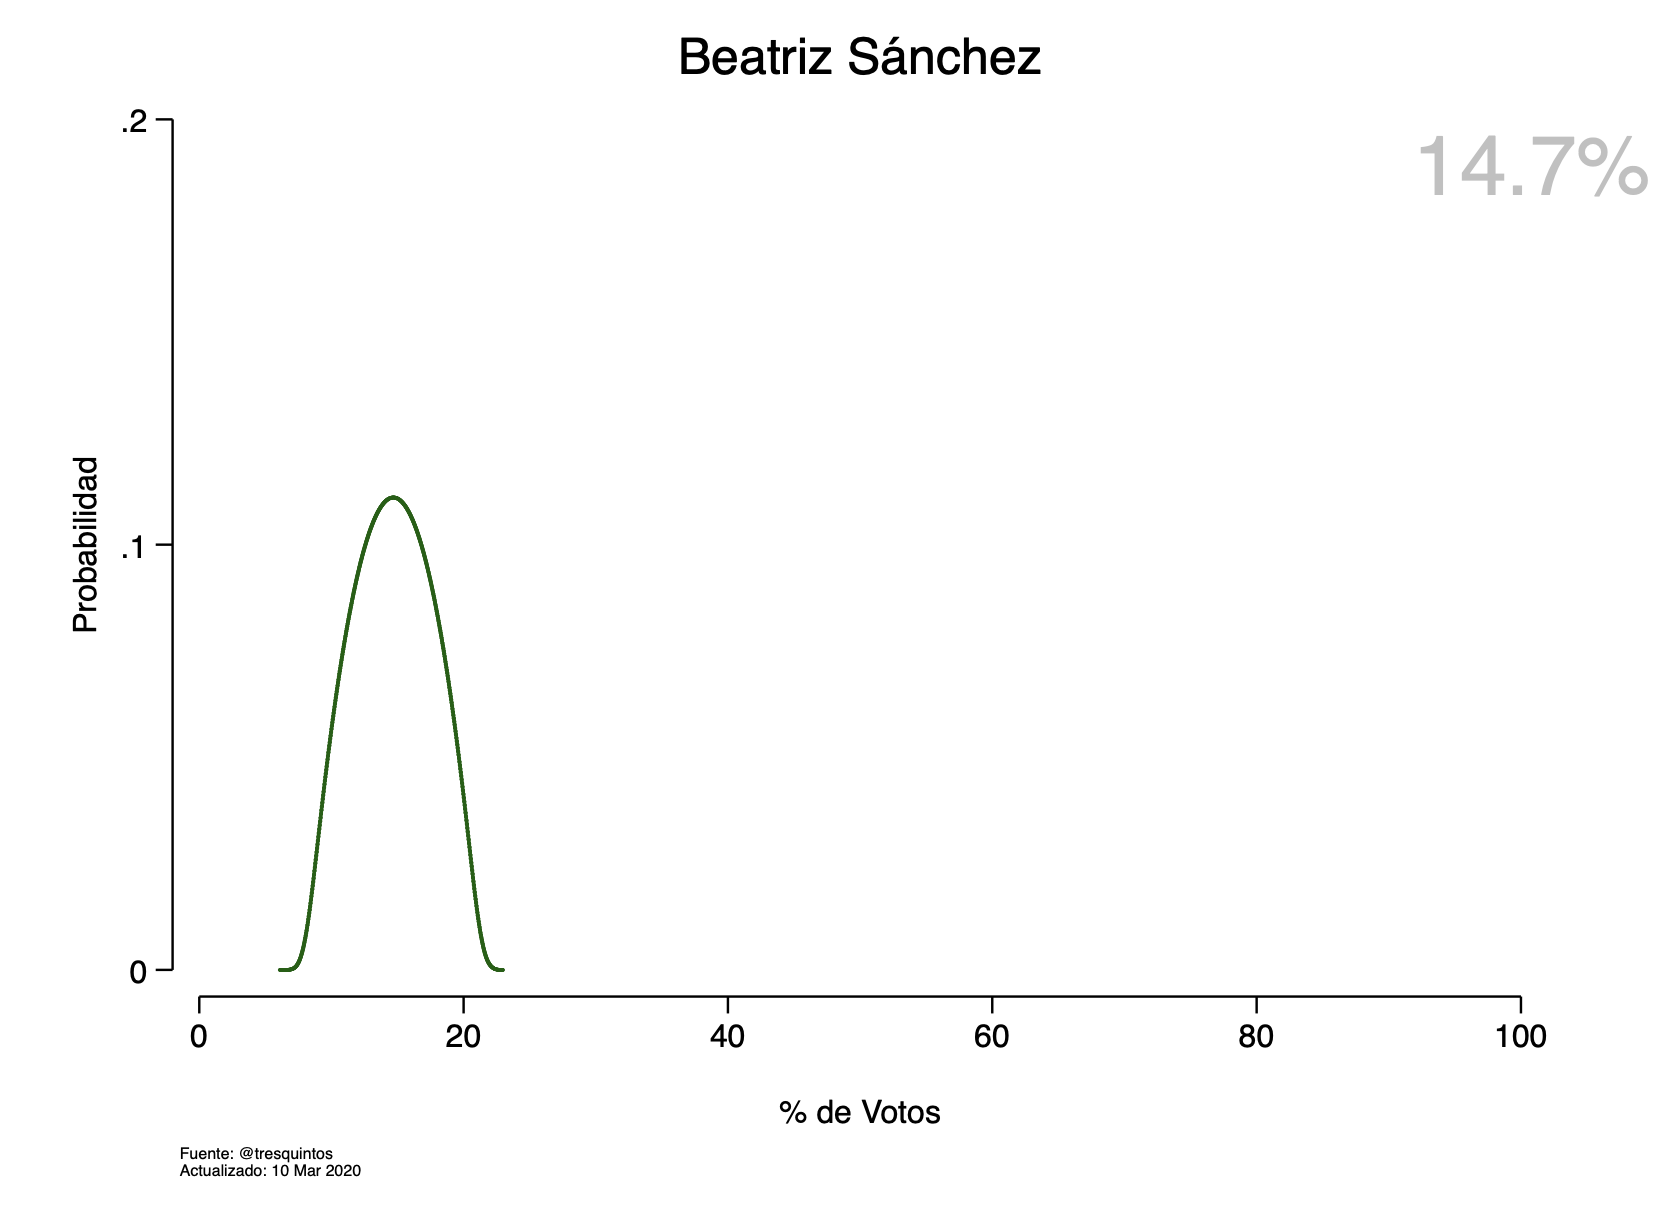 Beatriz Sánchez
14.7%
.2
.1
0
Probabilidad
0 20 40 60 80 100
% de Votos
Fuente: @tresquintos
Actualizado: 10 Mar 2020